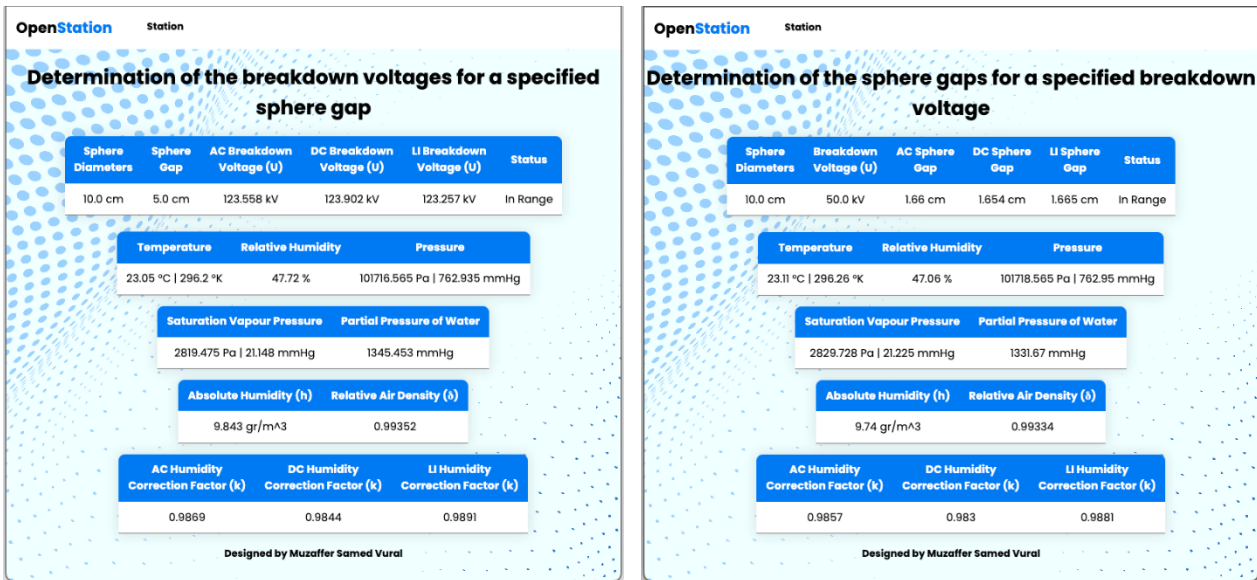 OpenStation Station
Determination of the breakdown voltages for a specified
sphere gap
Sphere Diameters Sphere Gap AC Breakdown Voltage (U) DC Breakdown Voltage (U) LI Breakdown Voltage (U) Status
10.0 cm 5.0 cm 123.558 kV 123.902 kV 123.257 kV In Range
Temperature Relative Humidity Pressure
23.05 °C | 296.2 °K 47.72 % 101716.565 Pa | 762.935 mmHg
Saturation Vapour Pressure Partial Pressure of Water
2819.475 Pa | 21.148 mmHg 1345.453 mmHg
Absolute Humidity (h) Relative Air Density (δ)
9.843 gr/m^3 0.99352
AC Humidity Correction Factor (k) DC Humidity Correction Factor (k) LI Humidity Correction Factor (k)
0.9869 0.9844 0.9891
Designed by Muzaffer Samed Vural
OpenStation Station
Determination of the sphere gaps for a specified breakdown
voltage
Sphere Diameters Breakdown Voltage (U) AC Sphere Gap DC Sphere Gap LI Sphere Gap Status
10.0 cm 50.0 kV 1.66 cm 1.654 cm 1.665 cm In Range
Temperature Relative Humidity Pressure
23.11 °C | 296.26 °K 47.06 % 101718.565 Pa | 762.95 mmHg
Saturation Vapour Pressure Partial Pressure of Water
2829.728 Pa | 21.225 mmHg 1331.67 mmHg
Absolute Humidity (h) Relative Air Density (δ)
9.74 gr/m^3 0.99334
AC Humidity Correction Factor (k) DC Humidity Correction Factor (k) LI Humidity Correction Factor (k)
0.9857 0.983 0.9881
Designed by Muzaffer Samed Vural